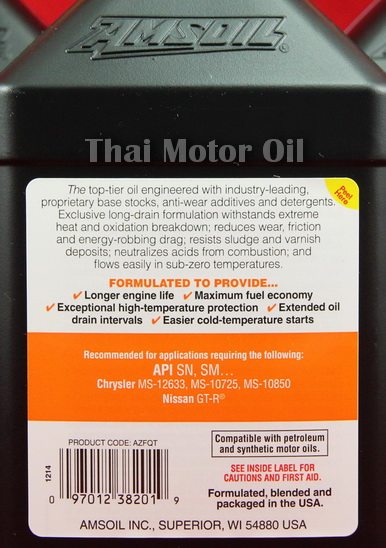 AMSOIL®
Thai Motor Oil
Peel
Here
The top-tier oil engineered with industry-leading,
proprietary base stocks, anti-wear additives and detergents.
Exclusive long-drain formulation withstands extreme
heat and oxidation breakdown; reduces wear, friction
and energy-robbing drag; resists sludge and varnish
deposits; neutralizes acids from combustion; and
flows easily in sub-zero temperatures.
FORMULATED TO PROVIDE...
✔ Longer engine life ✔ Maximum fuel economy
✔ Exceptional high-temperature protection ✔ Extended oil
drain intervals ✔ Easier cold-temperature starts
Recommended for applications requiring the following:
API SN, SM...
Chrysler MS-12633, MS-10725, MS-10850
Nissan GT-R®
PRODUCT CODE: AZFQT
1214
0 97012 38201 9
Compatible with petroleum
and synthetic motor oils.
SEE INSIDE LABEL FOR
CAUTIONS AND FIRST AID.
Formulated, blended and
packaged in the USA.
AMSOIL INC., SUPERIOR, WI 54880 USA